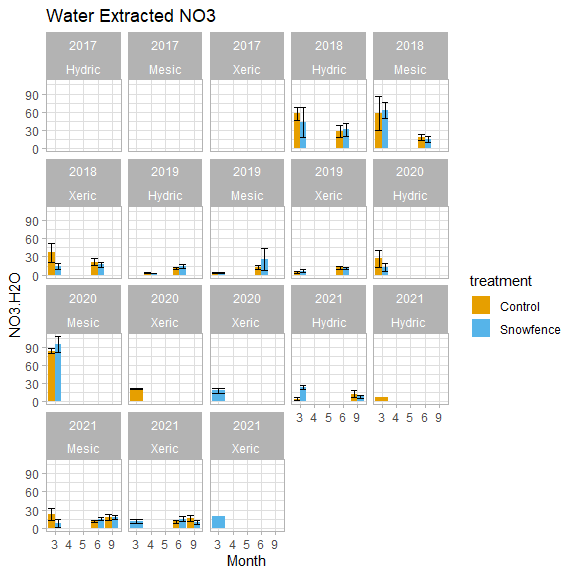 Water Extracted NO3
2017 2017 2017 2018 2018
Hydric Mesic Xeric Hydric Mesic
90
60
30
0
2018 2019 2019 2019 2020
Xeric Hydric Mesic Xeric Hydric
90
60
30
0
2020 2020 2020 2021 2021
Mesic Xeric Xeric Hydric Hydric
90
60
30
0
3 4 5 6 9 3 4 5 6 9
2021 2021 2021
Mesic Xeric Xeric
90
60
30
0
3 4 5 6 9 3 4 5 6 9 3 4 5 6 9
Month
NO3.H2O
treatment
Control
Snowfence